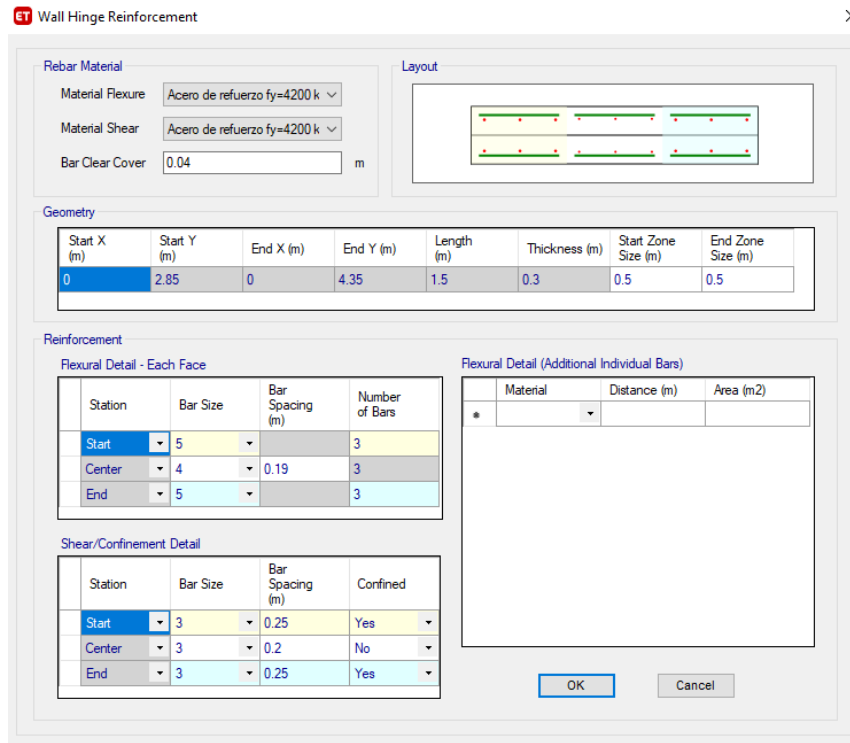 ET Wall Hinge Reinforcement
Rebar Material
Material Flexure Acero de refuerzo fy=4200 k
Material Shear Acero de refuerzo fy=4200 k
Bar Clear Cover 0.04 m
Layout
Geometry
Start X (m) Start Y (m) End X (m) End Y (m) Length (m) Thickness (m) Start Zone Size (m) End Zone Size (m)
0 2.85 0 4.35 1.5 0.3 0.5 0.5
Reinforcement
Flexural Detail - Each Face
Station Bar Size Bar Spacing (m) Number of Bars
Start 5 3
Center 4 0.19 3
End 5 3
Flexural Detail (Additional Individual Bars)
Material Distance (m) Area (m2)
Shear/Confinement Detail
Station Bar Size Bar Spacing (m) Confined
Start 3 0.25 Yes
Center 3 0.2 No
End 3 0.25 Yes
OK Cancel